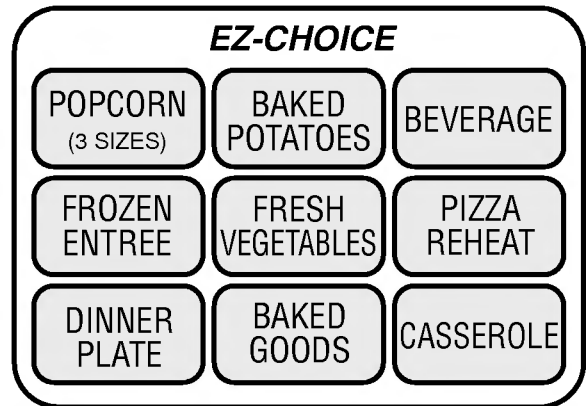 EZ-CHOICE
POPCORN
(3 SIZES)
BAKED
POTATOES
BEVERAGE
FROZEN
ENTREE
FRESH
VEGETABLES
PIZZA
REHEAT
DINNER
PLATE
BAKED
GOODS
CASSEROLE